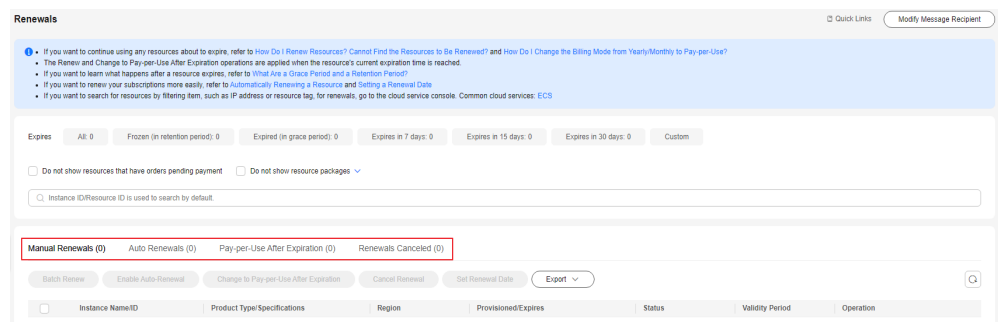 Renewals
Quick Links
Modify Message Recipient
• If you want to continue using any resources about to expire, refer to How Do I Renew Resources? Cannot Find the Resources to Be Renewed? and How Do I Change the Billing Mode from Yearly/Monthly to Pay-per-Use?
• The Renew and Change to Pay-per-Use After Expiration operations are applied when the resource's current expiration time is reached.
• If you want to learn what happens after a resource expires, refer to What Are a Grace Period and a Retention Period?
• If you want to renew your subscriptions more easily, refer to Automatically Renewing a Resource and Setting a Renewal Date
• If you want to search for resources by filtering item, such as IP address or resource tag, for renewals, go to the cloud service console. Common cloud services: ECS
Expires All: 0 Frozen (in retention period): 0 Expired (in grace period): 0 Expires in 7 days: 0 Expires in 15 days: 0 Expires in 30 days: 0 Custom
Do not show resources that have orders pending payment Do not show resource packages
Instance ID/Resource ID is used to search by default.
Manual Renewals (0) Auto Renewals (0) Pay-per-Use After Expiration (0) Renewals Canceled (0)
Batch Renew Enable Auto-Renewal Change to Pay-per-Use After Expiration Cancel Renewal Set Renewal Date Export
Instance Name/ID Product Type/Specifications Region Provisioned/Expires Status Validity Period Operation